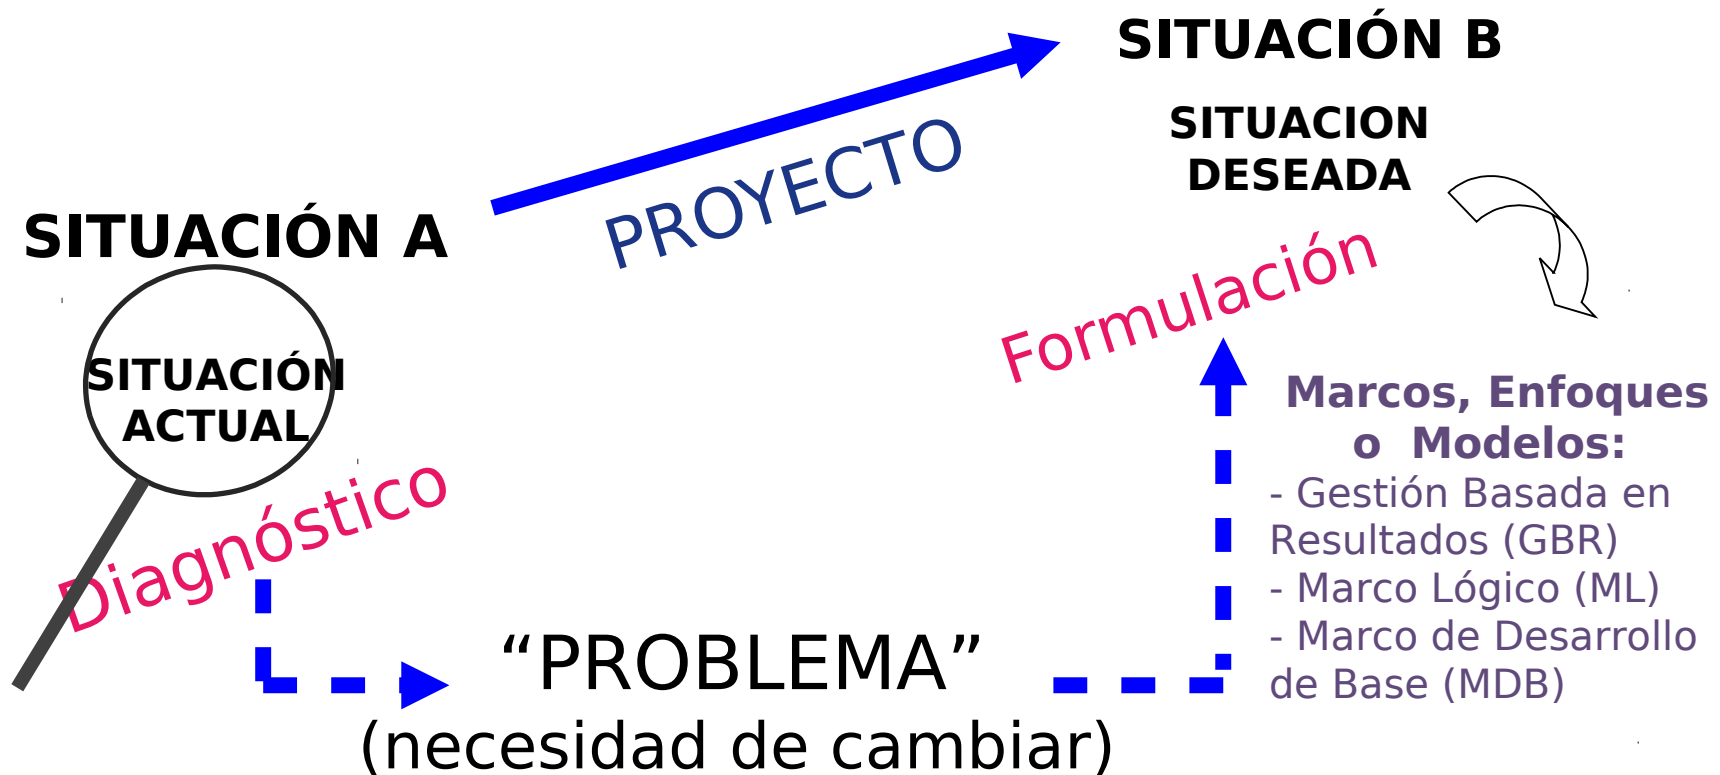 SITUACIÓN B
SITUACION
DESEADA
PROYECTO
SITUACIÓN A
SITUACIÓN
ACTUAL
Formulación
Diagnóstico
Marcos, Enfoques
o Modelos:
- Gestión Basada en
Resultados (GBR)
- Marco Lógico (ML)
- Marco de Desarrollo
de Base (MDB)
“PROBLEMA”
(necesidad de cambiar)